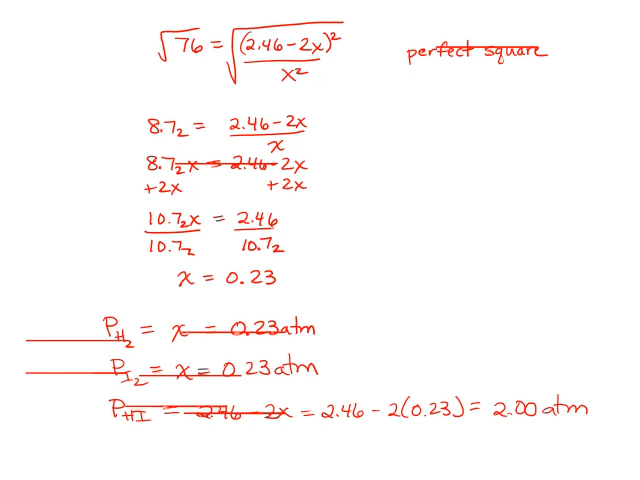 √76 = √((2.46 - 2x)² / x²) perfect square
8.7₂ = (2.46 - 2x) / x
8.7₂x = 2.46 - 2x
+2x +2x
10.7₂x / 10.7₂ = 2.46 / 10.7₂
x = 0.23
P_H₂ = x = 0.23 atm
P_I₂ = x = 0.23 atm
P_HI = 2.46 - 2x = 2.46 - 2(0.23) = 2.00 atm